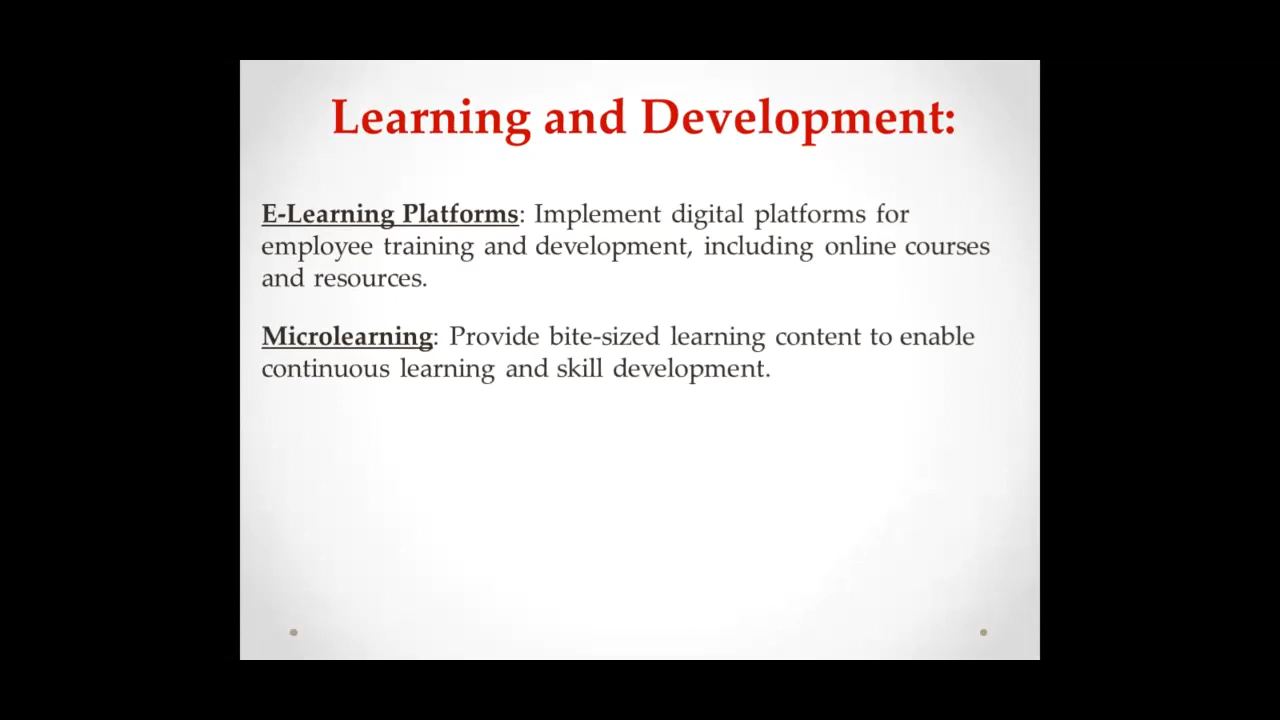 Learning and Development:
E-Learning Platforms: Implement digital platforms for
employee training and development, including online courses
and resources.
Microlearning: Provide bite-sized learning content to enable
continuous learning and skill development.